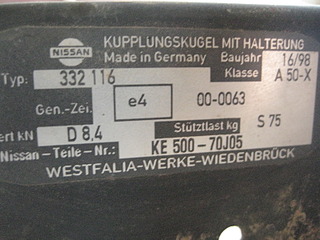 NISSAN
KUPPLUNGSKUGEL MIT HALTERUNG
Made in Germany Baujahr 16/98
Typ: 332 116 Klasse A 50-X
Gen.-Zei. e4 00-0063
ert kN D 8,4 Stütztlast kg S 75
Nissan-Teile-Nr.: KE 500-70J05
WESTFALIA-WERKE-WIEDENBRÜCK